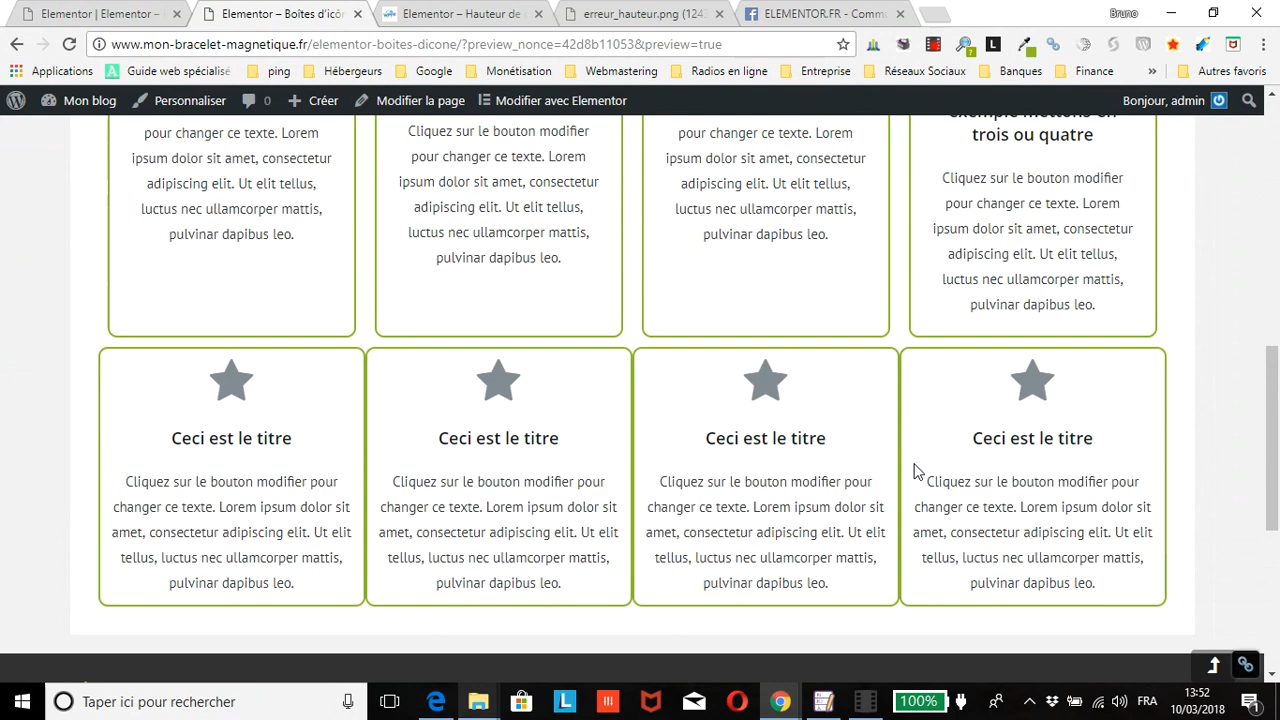 Elementor | Elementor –
Elementor – Boîtes d'icôn
Elementor – Hauteur de
erreur_hauteur.png (124
ELEMENTOR.FR - Comm
Bruno
www.mon-bracelet-magnetique.fr/elementor-boites-dicone/?preview_nonce=42d8b11053&preview=true
Applications
Guide web spécialis
ping
Hébergeurs
Google
Monétisation
Webmastering
Radios en ligne
Entreprise
Réseaux Sociaux
Banques
Finance
»
Autres favoris
Mon blog
Personnaliser
0
Créer
Modifier la page
Modifier avec Elementor
Bonjour, admin
pour changer ce texte. Lorem
ipsum dolor sit amet, consectetur
adipiscing elit. Ut elit tellus,
luctus nec ullamcorper mattis,
pulvinar dapibus leo.
Cliquez sur le bouton modifier
pour changer ce texte. Lorem
ipsum dolor sit amet, consectetur
adipiscing elit. Ut elit tellus,
luctus nec ullamcorper mattis,
pulvinar dapibus leo.
pour changer ce texte. Lorem
ipsum dolor sit amet, consectetur
adipiscing elit. Ut elit tellus,
luctus nec ullamcorper mattis,
pulvinar dapibus leo.
exemple mettons en
trois ou quatre
Cliquez sur le bouton modifier
pour changer ce texte. Lorem
ipsum dolor sit amet, consectetur
adipiscing elit. Ut elit tellus,
luctus nec ullamcorper mattis,
pulvinar dapibus leo.
Ceci est le titre
Cliquez sur le bouton modifier pour
changer ce texte. Lorem ipsum dolor sit
amet, consectetur adipiscing elit. Ut elit
tellus, luctus nec ullamcorper mattis,
pulvinar dapibus leo.
Ceci est le titre
Cliquez sur le bouton modifier pour
changer ce texte. Lorem ipsum dolor sit
amet, consectetur adipiscing elit. Ut elit
tellus, luctus nec ullamcorper mattis,
pulvinar dapibus leo.
Ceci est le titre
Cliquez sur le bouton modifier pour
changer ce texte. Lorem ipsum dolor sit
amet, consectetur adipiscing elit. Ut elit
tellus, luctus nec ullamcorper mattis,
pulvinar dapibus leo.
Ceci est le titre
Cliquez sur le bouton modifier pour
changer ce texte. Lorem ipsum dolor sit
amet, consectetur adipiscing elit. Ut elit
tellus, luctus nec ullamcorper mattis,
pulvinar dapibus leo.
Taper ici pour rechercher
100%
FRA
13:52
10/03/2018